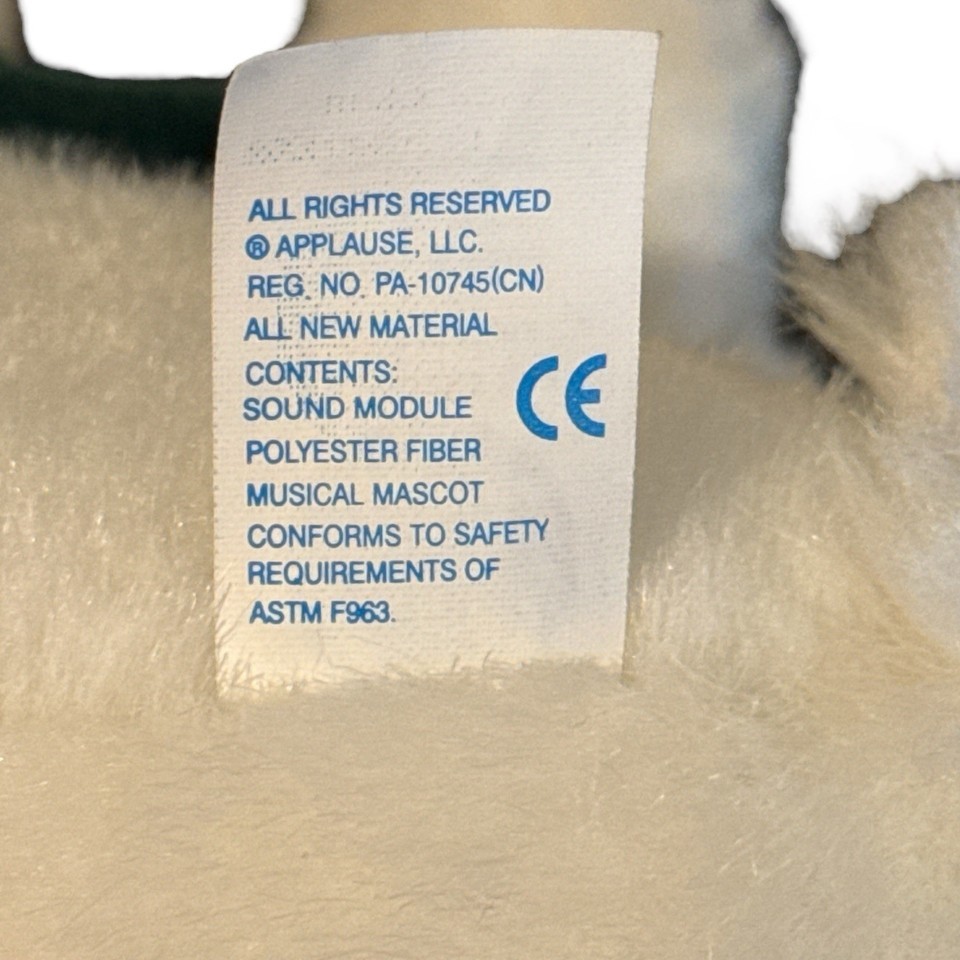 ALL RIGHTS RESERVED
® APPLAUSE, LLC.
REG. NO. PA-10745(CN)
ALL NEW MATERIAL
CONTENTS:
SOUND MODULE
POLYESTER FIBER
MUSICAL MASCOT
CONFORMS TO SAFETY
REQUIREMENTS OF
ASTM F963.
CE